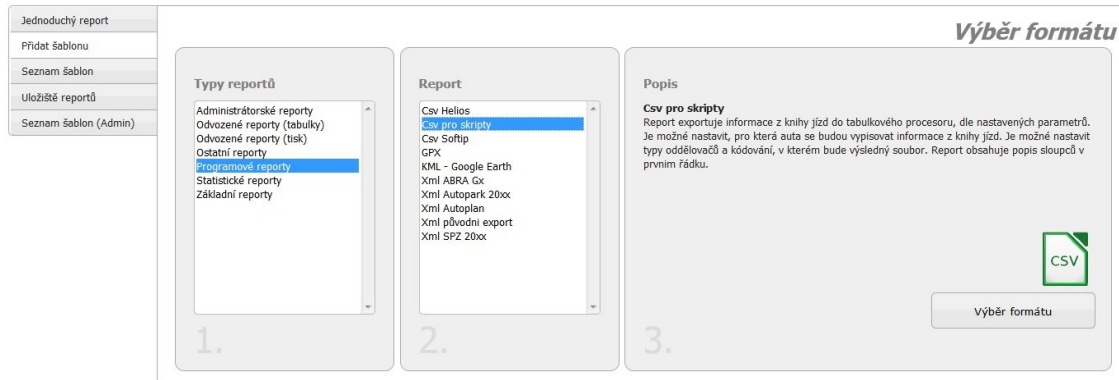 Jednoduchý report
Přidat šablonu
Seznam šablon
Uložiště reportů
Seznam šablon (Admin)
Výběr formátu
Typy reportů
Administrátorské reporty
Odvozené reporty (tabulky)
Odvozené reporty (tisk)
Ostatní reporty
Programové reporty
Statistické reporty
Základní reporty
1.
Report
Csv Helios
Csv pro skripty
Csv Softip
GPX
KML - Google Earth
Xml ABRA Gx
Xml Autopark 20xx
Xml Autoplan
Xml původni export
Xml SPZ 20xx
2.
Popis
Csv pro skripty
Report exportuje informace z knihy jízd do tabulkového procesoru, dle nastavených parametrů.
Je možné nastavit, pro která auta se budou vypisovat informace z knihy jízd. Je možné nastavit
typy oddělovačů a kódování, v kterém bude výsledný soubor. Report obsahuje popis sloupců v
prvnim řádku.
CSV
Výběr formátu
3.